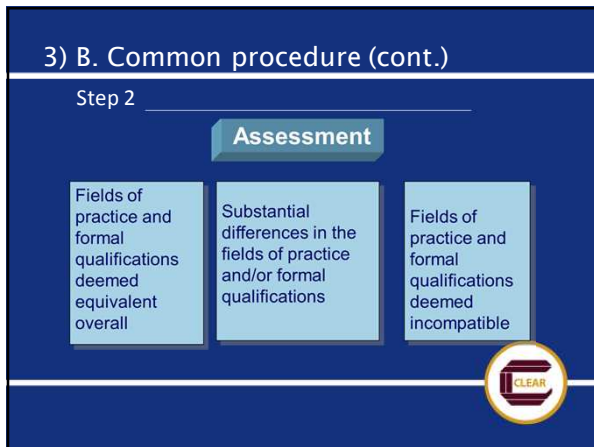 3) B. Common procedure (cont.)
Step 2
Assessment
Fields of
practice and
formal
qualifications
deemed
equivalent
overall
Substantial
differences in the
fields of practice
and/or formal
qualifications
Fields of
practice and
formal
qualifications
deemed
incompatible
CLEAR